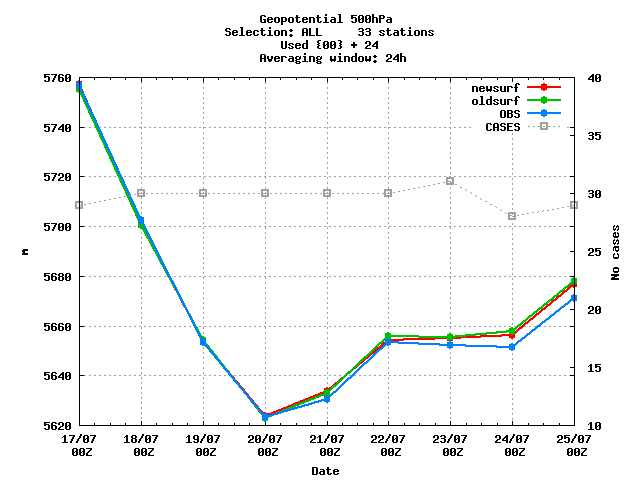 Geopotential 500hPa
Selection: ALL     33 stations
Used {00} + 24
Averaging window: 24h
5760
5740
5720
5700
5680
5660
5640
5620
m
40
35
30
25
20
15
10
No cases
newsurf
oldsurf
OBS
CASES
17/07 18/07 19/07 20/07 21/07 22/07 23/07 24/07 25/07
00Z 00Z 00Z 00Z 00Z 00Z 00Z 00Z 00Z
Date